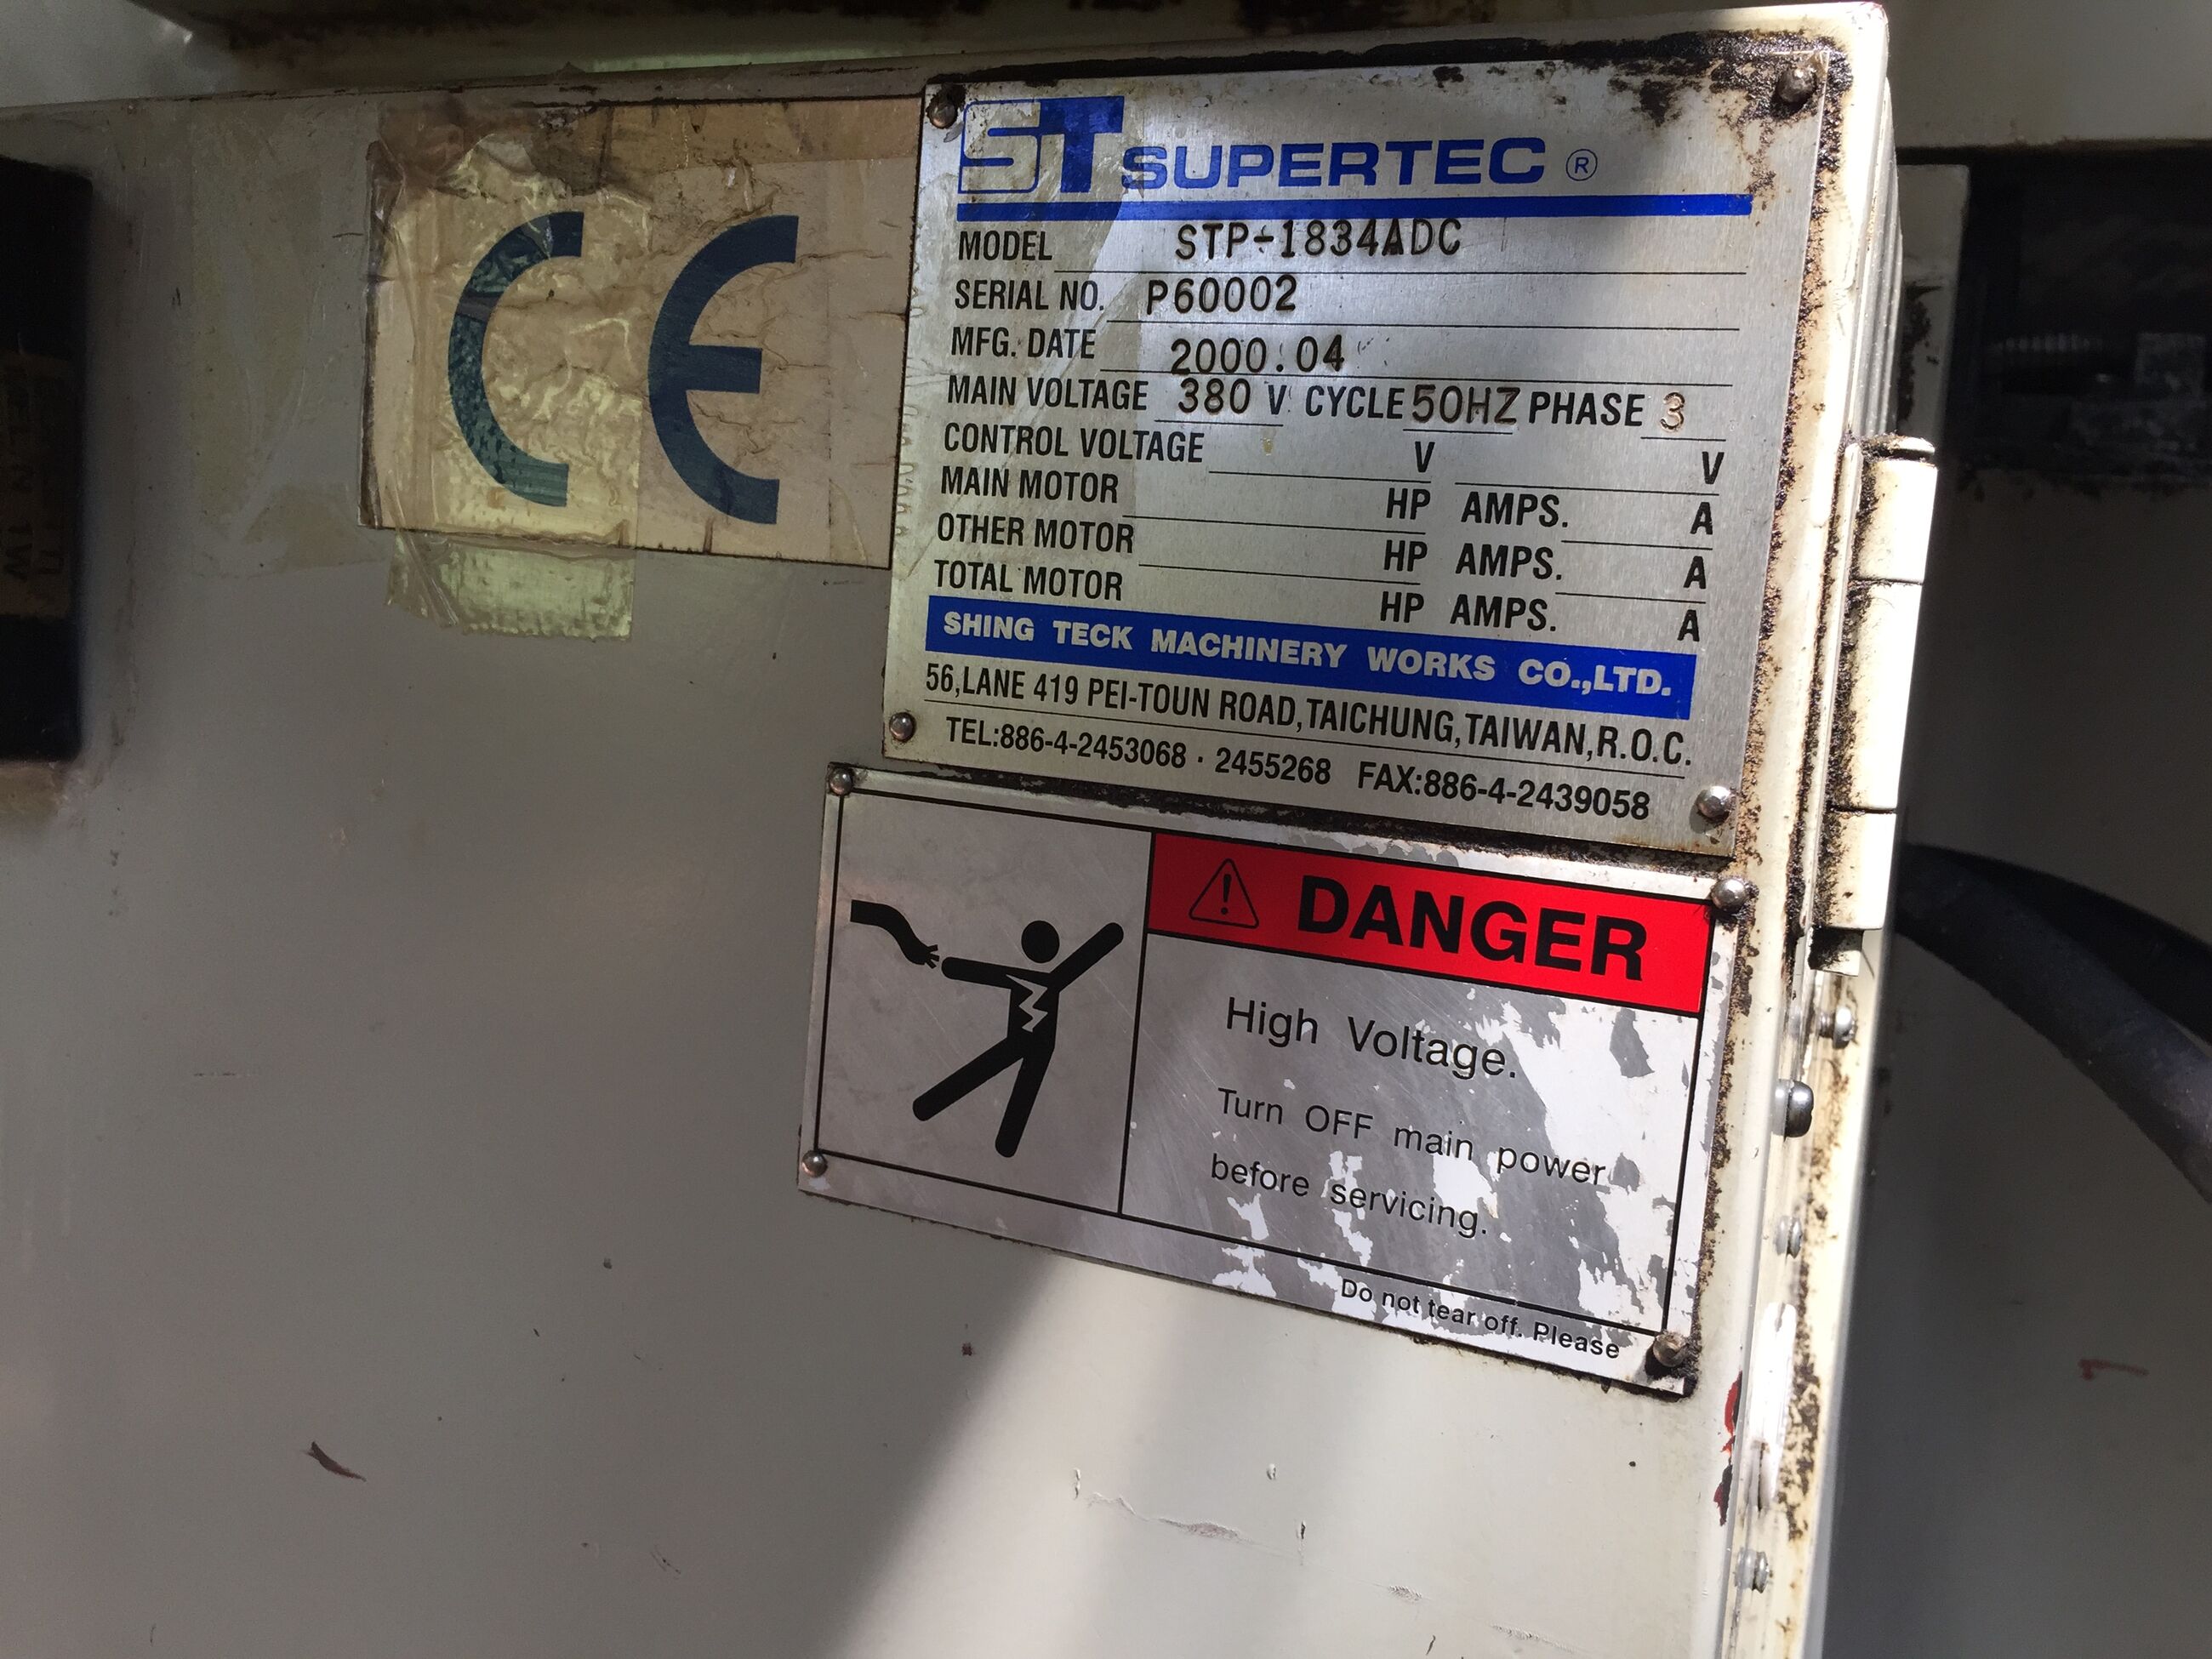 CE
ST SUPERTEC ®
MODEL STP-1834ADC
SERIAL NO. P60002
MFG. DATE 2000.04
MAIN VOLTAGE 380 V CYCLE 50HZ PHASE 3
CONTROL VOLTAGE V V
MAIN MOTOR HP AMPS. A
OTHER MOTOR HP AMPS. A
TOTAL MOTOR HP AMPS. A
SHING TECK MACHINERY WORKS CO.,LTD.
56,LANE 419 PEI-TOUN ROAD,TAICHUNG,TAIWAN,R.O.C.
TEL:886-4-2453068 · 2455268 FAX:886-4-2439058
DANGER
High Voltage.
Turn OFF main power
before servicing.
Do not tear off. Please